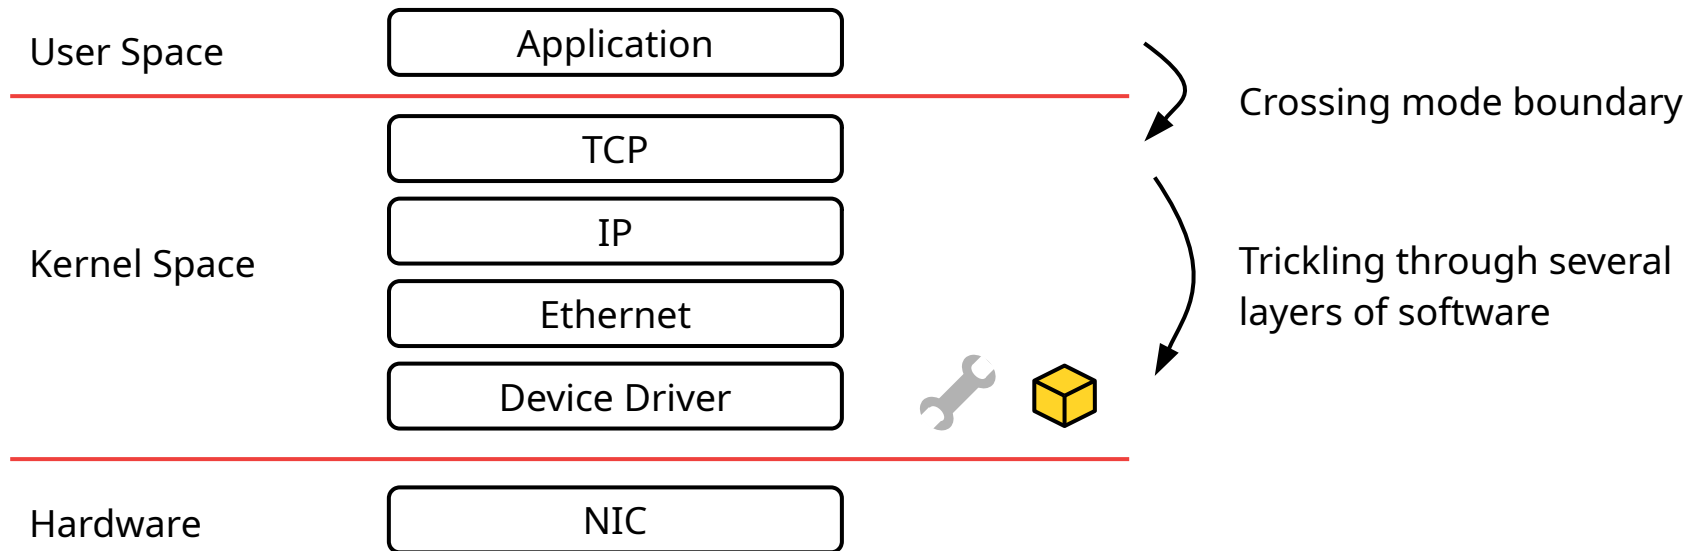 User Space
Application
Crossing mode boundary
TCP
IP
Kernel Space
Trickling through several
layers of software
Ethernet
Device Driver
Hardware
NIC